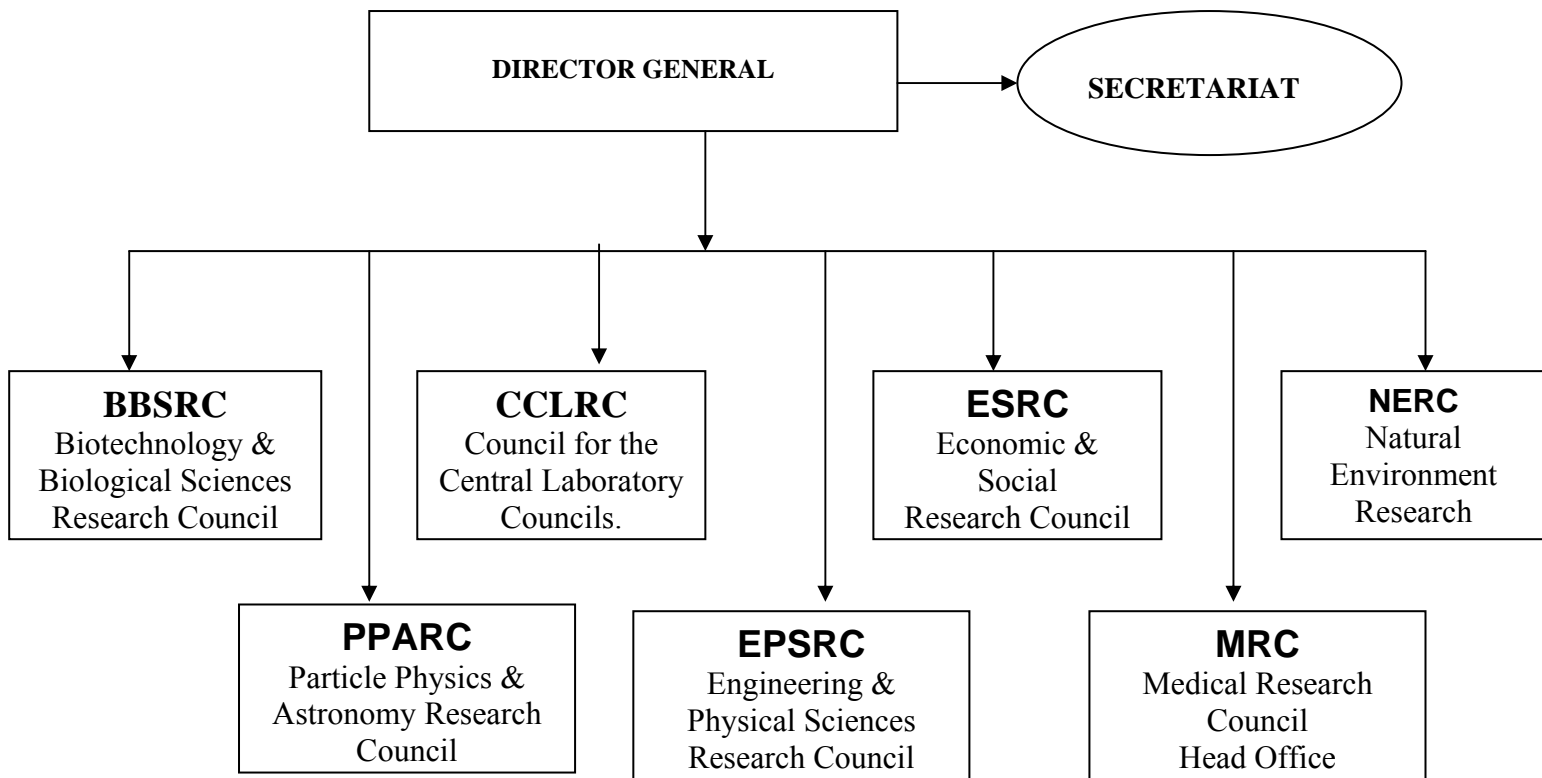 DIRECTOR GENERAL
SECRETARIAT
BBSRC
Biotechnology &
Biological Sciences
Research Council
CCLRC
Council for the
Central Laboratory
Councils.
ESRC
Economic &
Social
Research Council
NERC
Natural
Environment
Research
PPARC
Particle Physics &
Astronomy Research
Council
EPSRC
Engineering &
Physical Sciences
Research Council
MRC
Medical Research
Council
Head Office